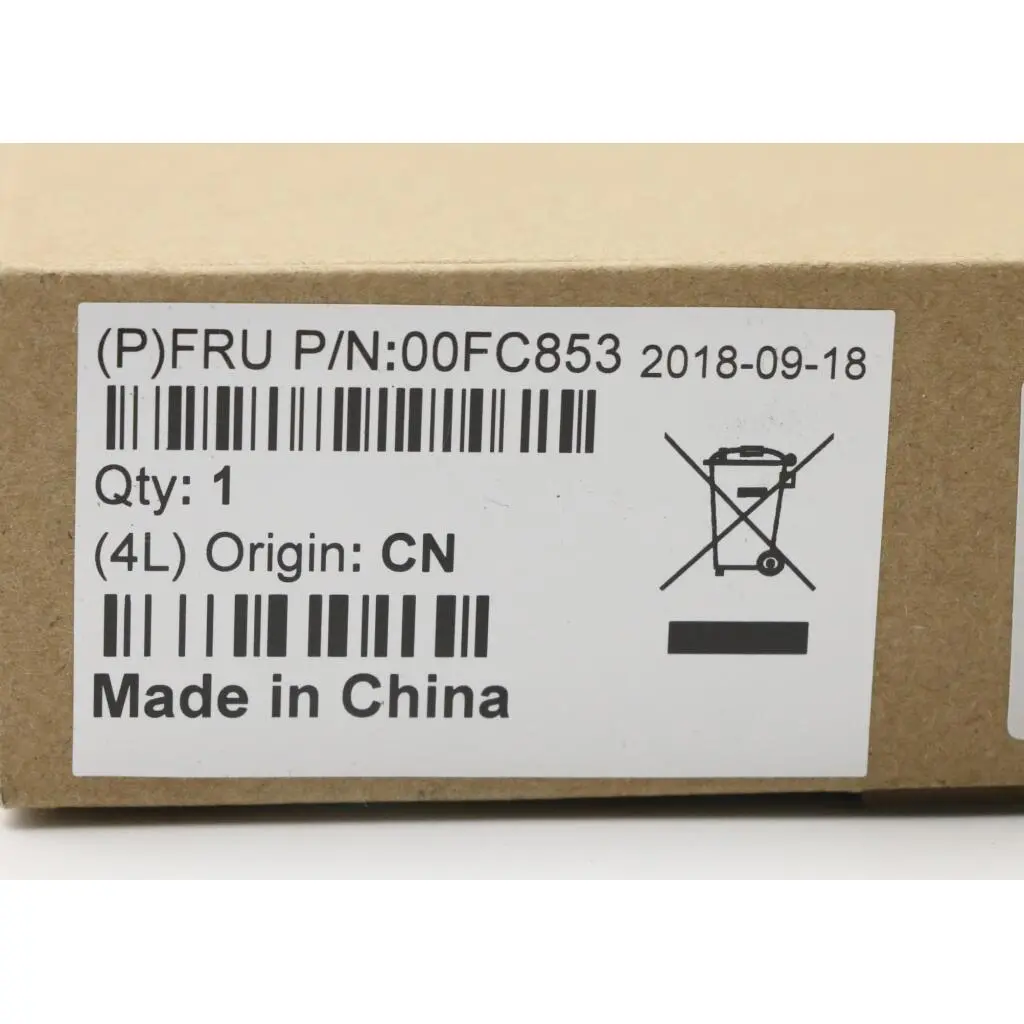 (P)FRU P/N:00FC853 2018-09-18
Qty: 1
(4L) Origin: CN
Made in China